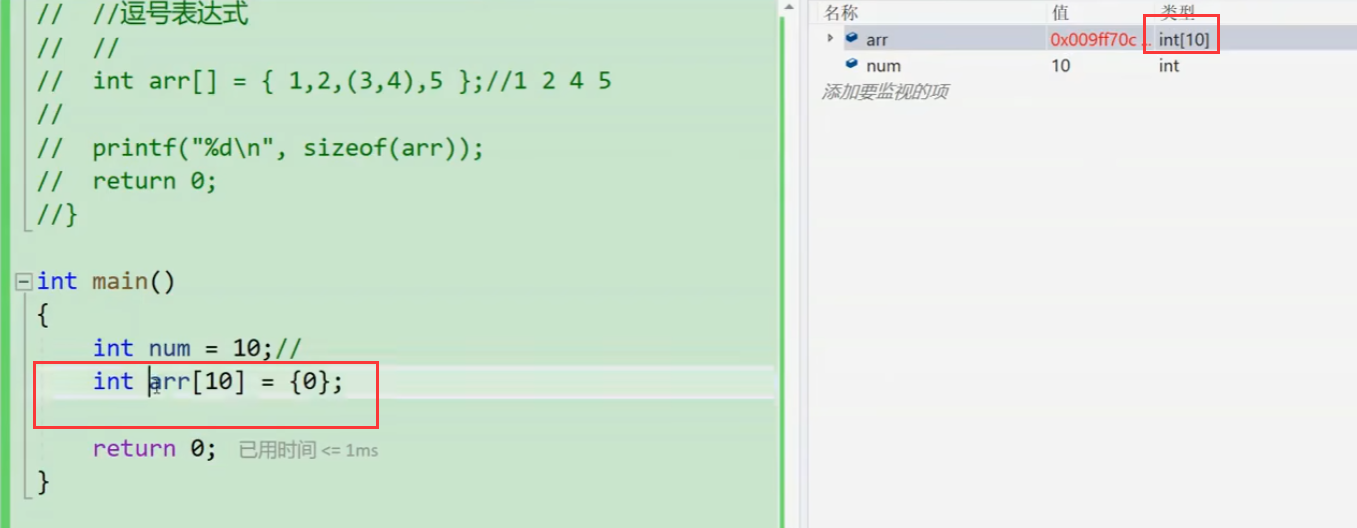 //  //逗号表达式
//  //
//  int arr[] = { 1,2,(3,4),5 };//1 2 4 5
//
//  printf("%d\n", sizeof(arr));
//  return 0;
//}
int main()
{
int num = 10;//
int arr[10] = {0};
return 0; 已用时间 <= 1ms
}
名称 值 类型
arr 0x009ff70c ... int[10]
num 10 int
添加要监视的项